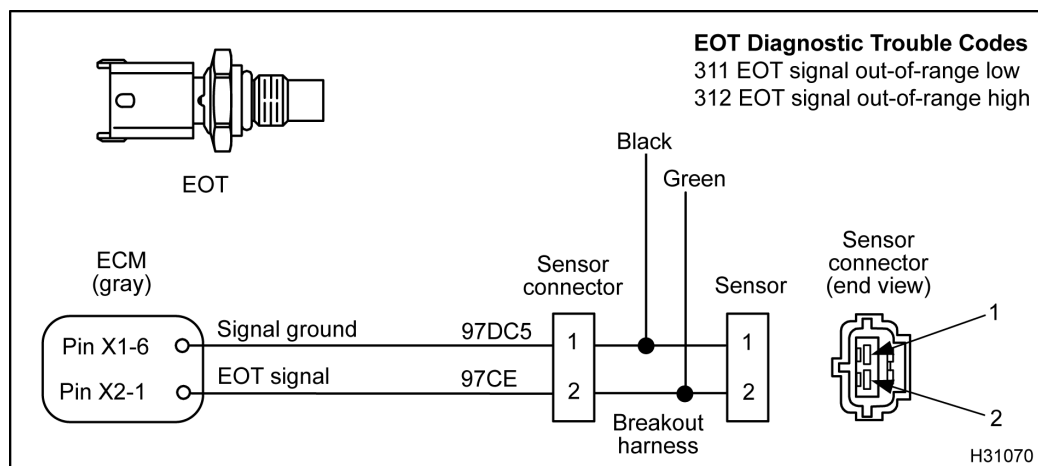 EOT Diagnostic Trouble Codes
311 EOT signal out-of-range low
312 EOT signal out-of-range high
EOT
Black
Green
ECM
(gray)
Sensor
connector
Sensor
Sensor
connector
(end view)
Pin X1-6
Signal ground
97DC5
1
1
1
Pin X2-1
EOT signal
97CE
2
2
2
Breakout
harness
H31070